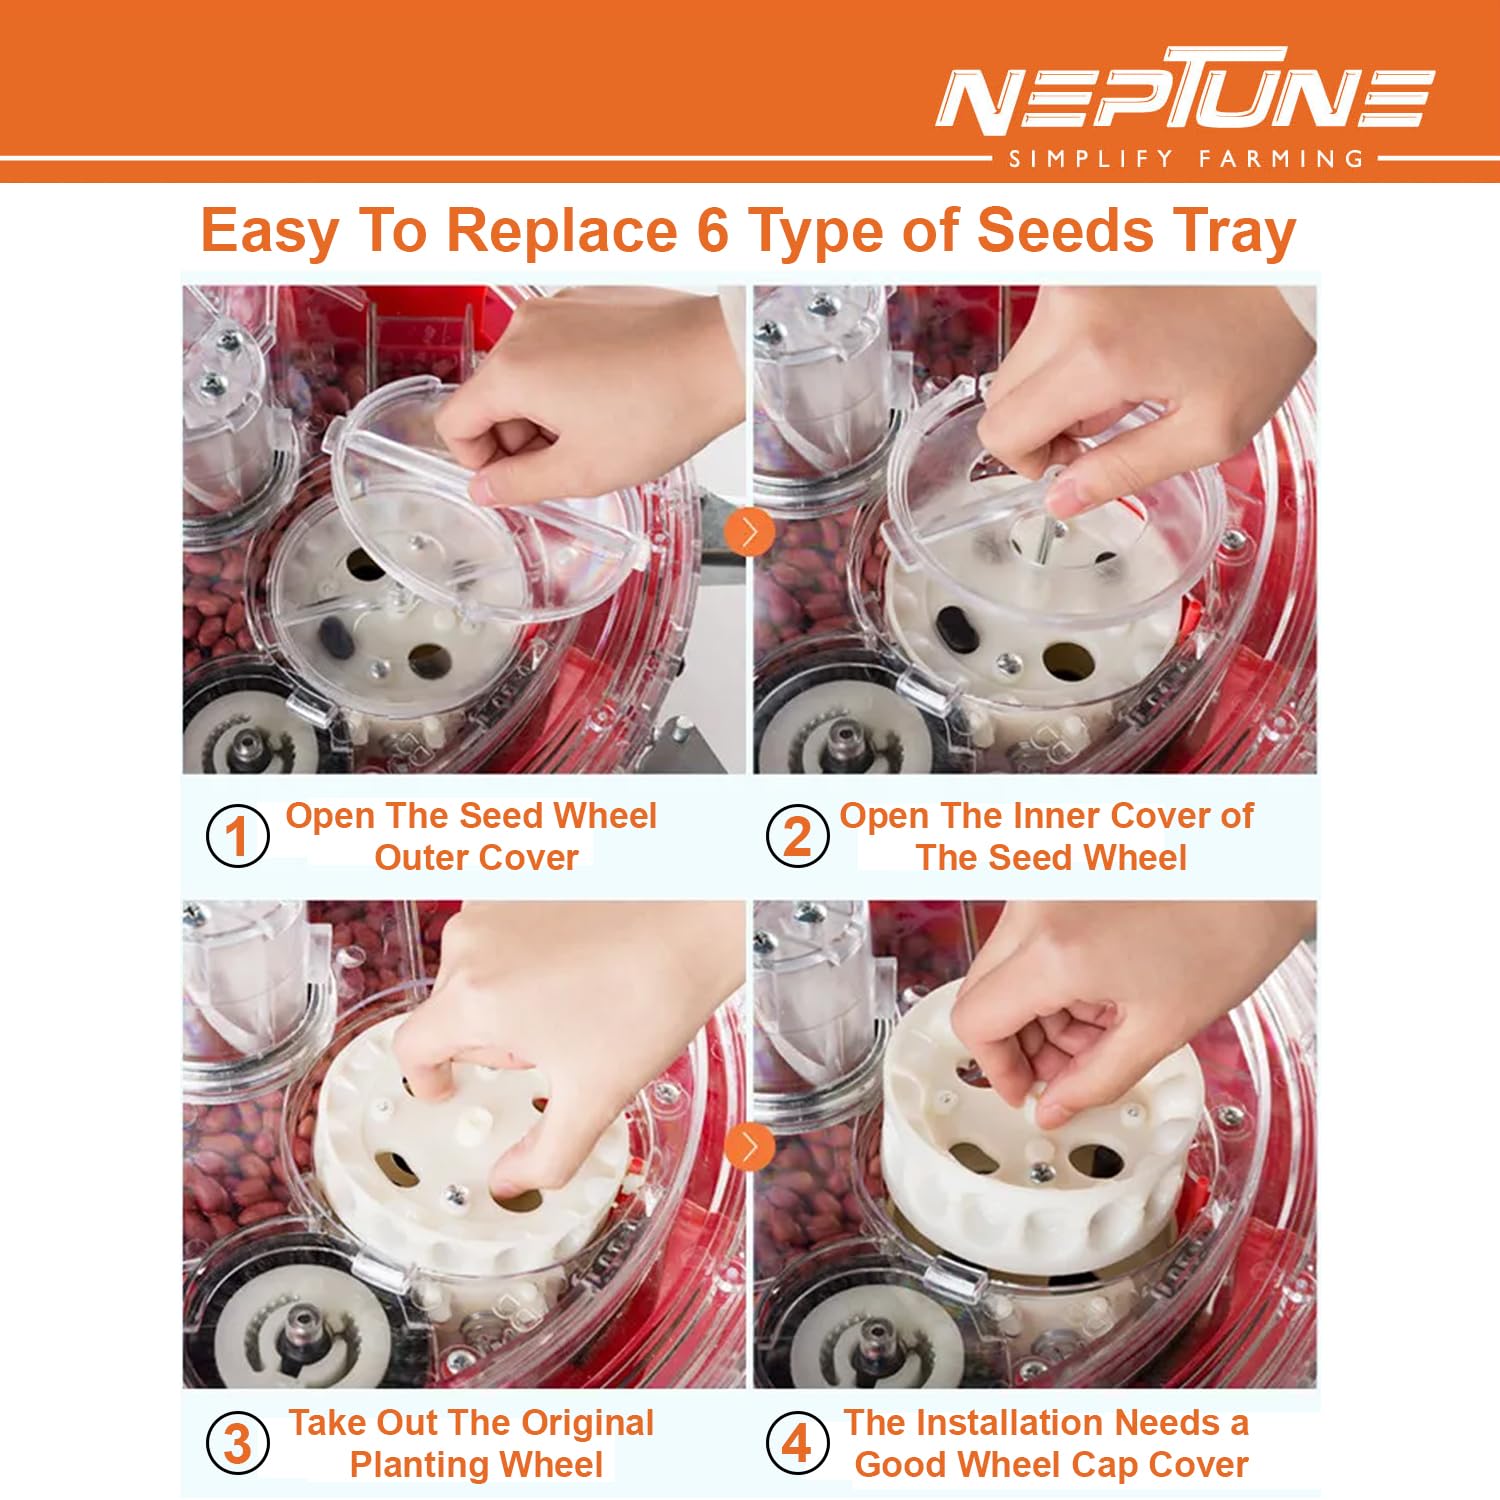 NEPTUNE
SIMPLIFY FARMING
Easy To Replace 6 Type of Seeds Tray
1 Open The Seed Wheel
Outer Cover
2 Open The Inner Cover of
The Seed Wheel
3 Take Out The Original
Planting Wheel
4 The Installation Needs a
Good Wheel Cap Cover